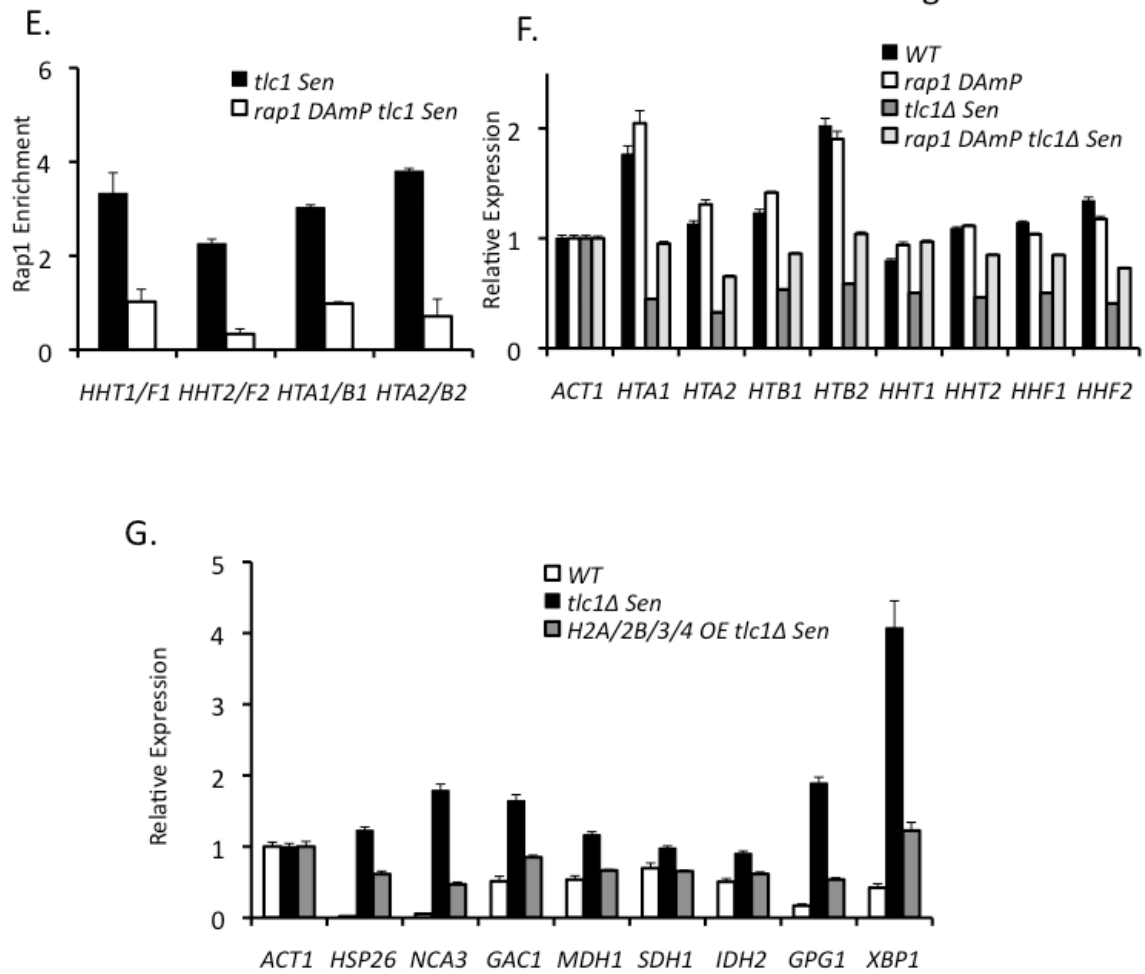 E.
Rap1 Enrichment
6
4
2
0
tlc1 Sen
rap1 DAmP tlc1 Sen
HHT1/F1 HHT2/F2 HTA1/B1 HTA2/B2
F.
Relative Expression
2
1
0
WT
rap1 DAmP
tlc1Δ Sen
rap1 DAmP tlc1Δ Sen
ACT1 HTA1 HTA2 HTB1 HTB2 HHT1 HHT2 HHF1 HHF2
G.
Relative Expression
5
4
3
2
1
0
WT
tlc1Δ Sen
H2A/2B/3/4 OE tlc1Δ Sen
ACT1 HSP26 NCA3 GAC1 MDH1 SDH1 IDH2 GPG1 XBP1